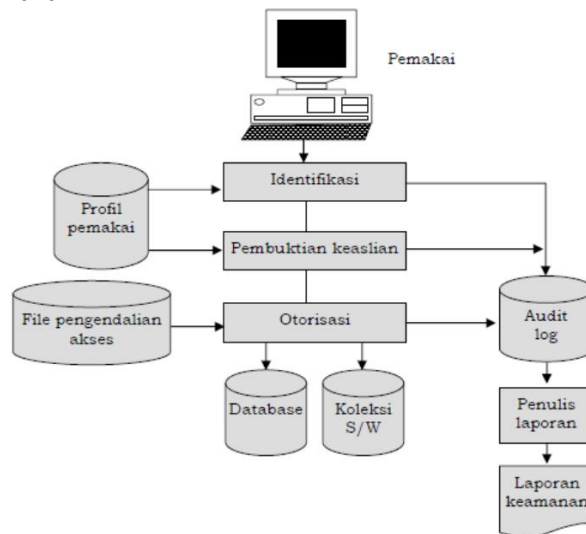 Pemakai
Identifikasi
Profil
pemakai
Pembuktian keaslian
File pengendalian
akses
Otorisasi
Audit
log
Database
Koleksi
S/W
Penulis
laporan
Laporan
keamanan